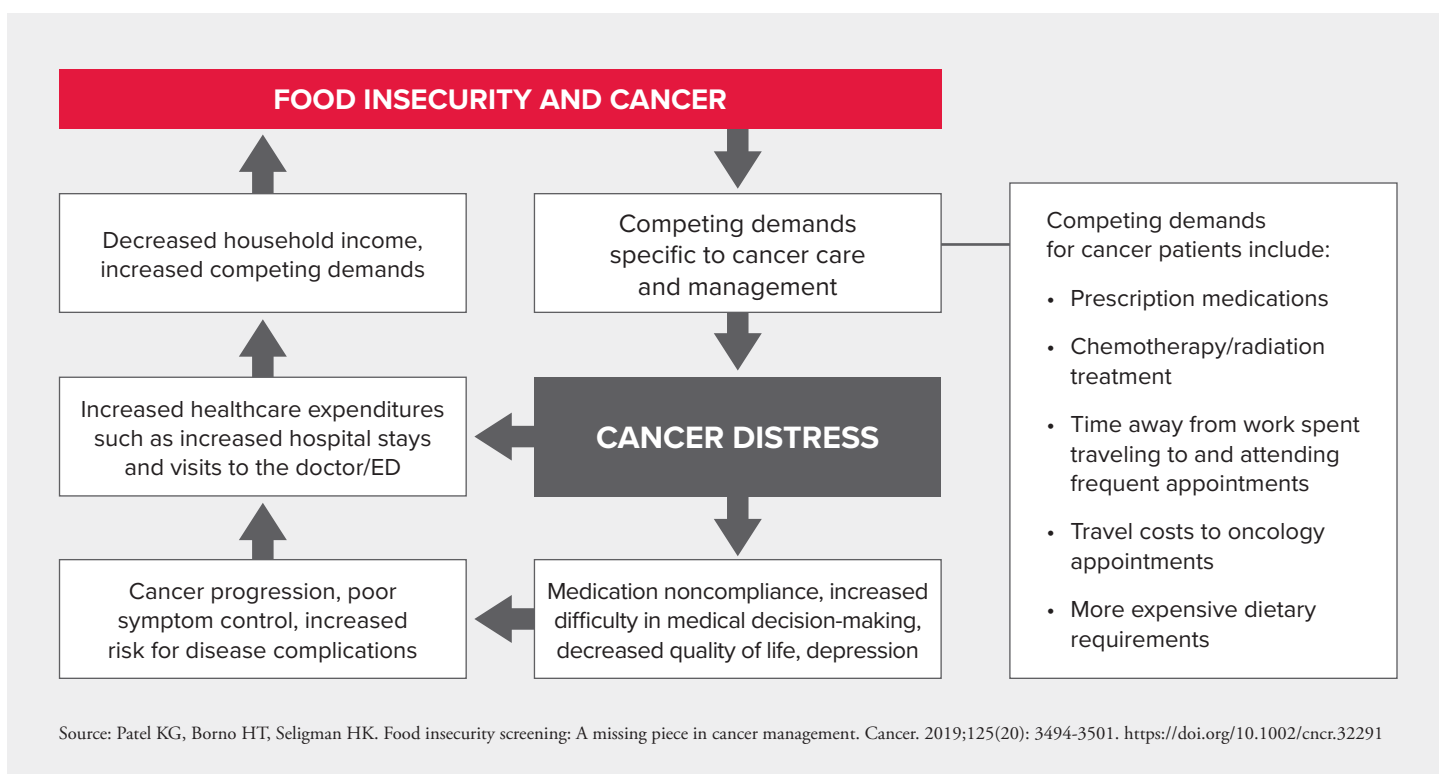 FOOD INSECURITY AND CANCER
Decreased household income,
increased competing demands
Competing demands
specific to cancer care
and management
Competing demands
for cancer patients include:
• Prescription medications
• Chemotherapy/radiation
treatment
• Time away from work spent
traveling to and attending
frequent appointments
• Travel costs to oncology
appointments
• More expensive dietary
requirements
Increased healthcare expenditures
such as increased hospital stays
and visits to the doctor/ED
CANCER DISTRESS
Cancer progression, poor
symptom control, increased
risk for disease complications
Medication noncompliance, increased
difficulty in medical decision-making,
decreased quality of life, depression
Source: Patel KG, Borno HT, Seligman HK. Food insecurity screening: A missing piece in cancer management. Cancer. 2019;125(20): 3494-3501. https://doi.org/10.1002/cncr.32291